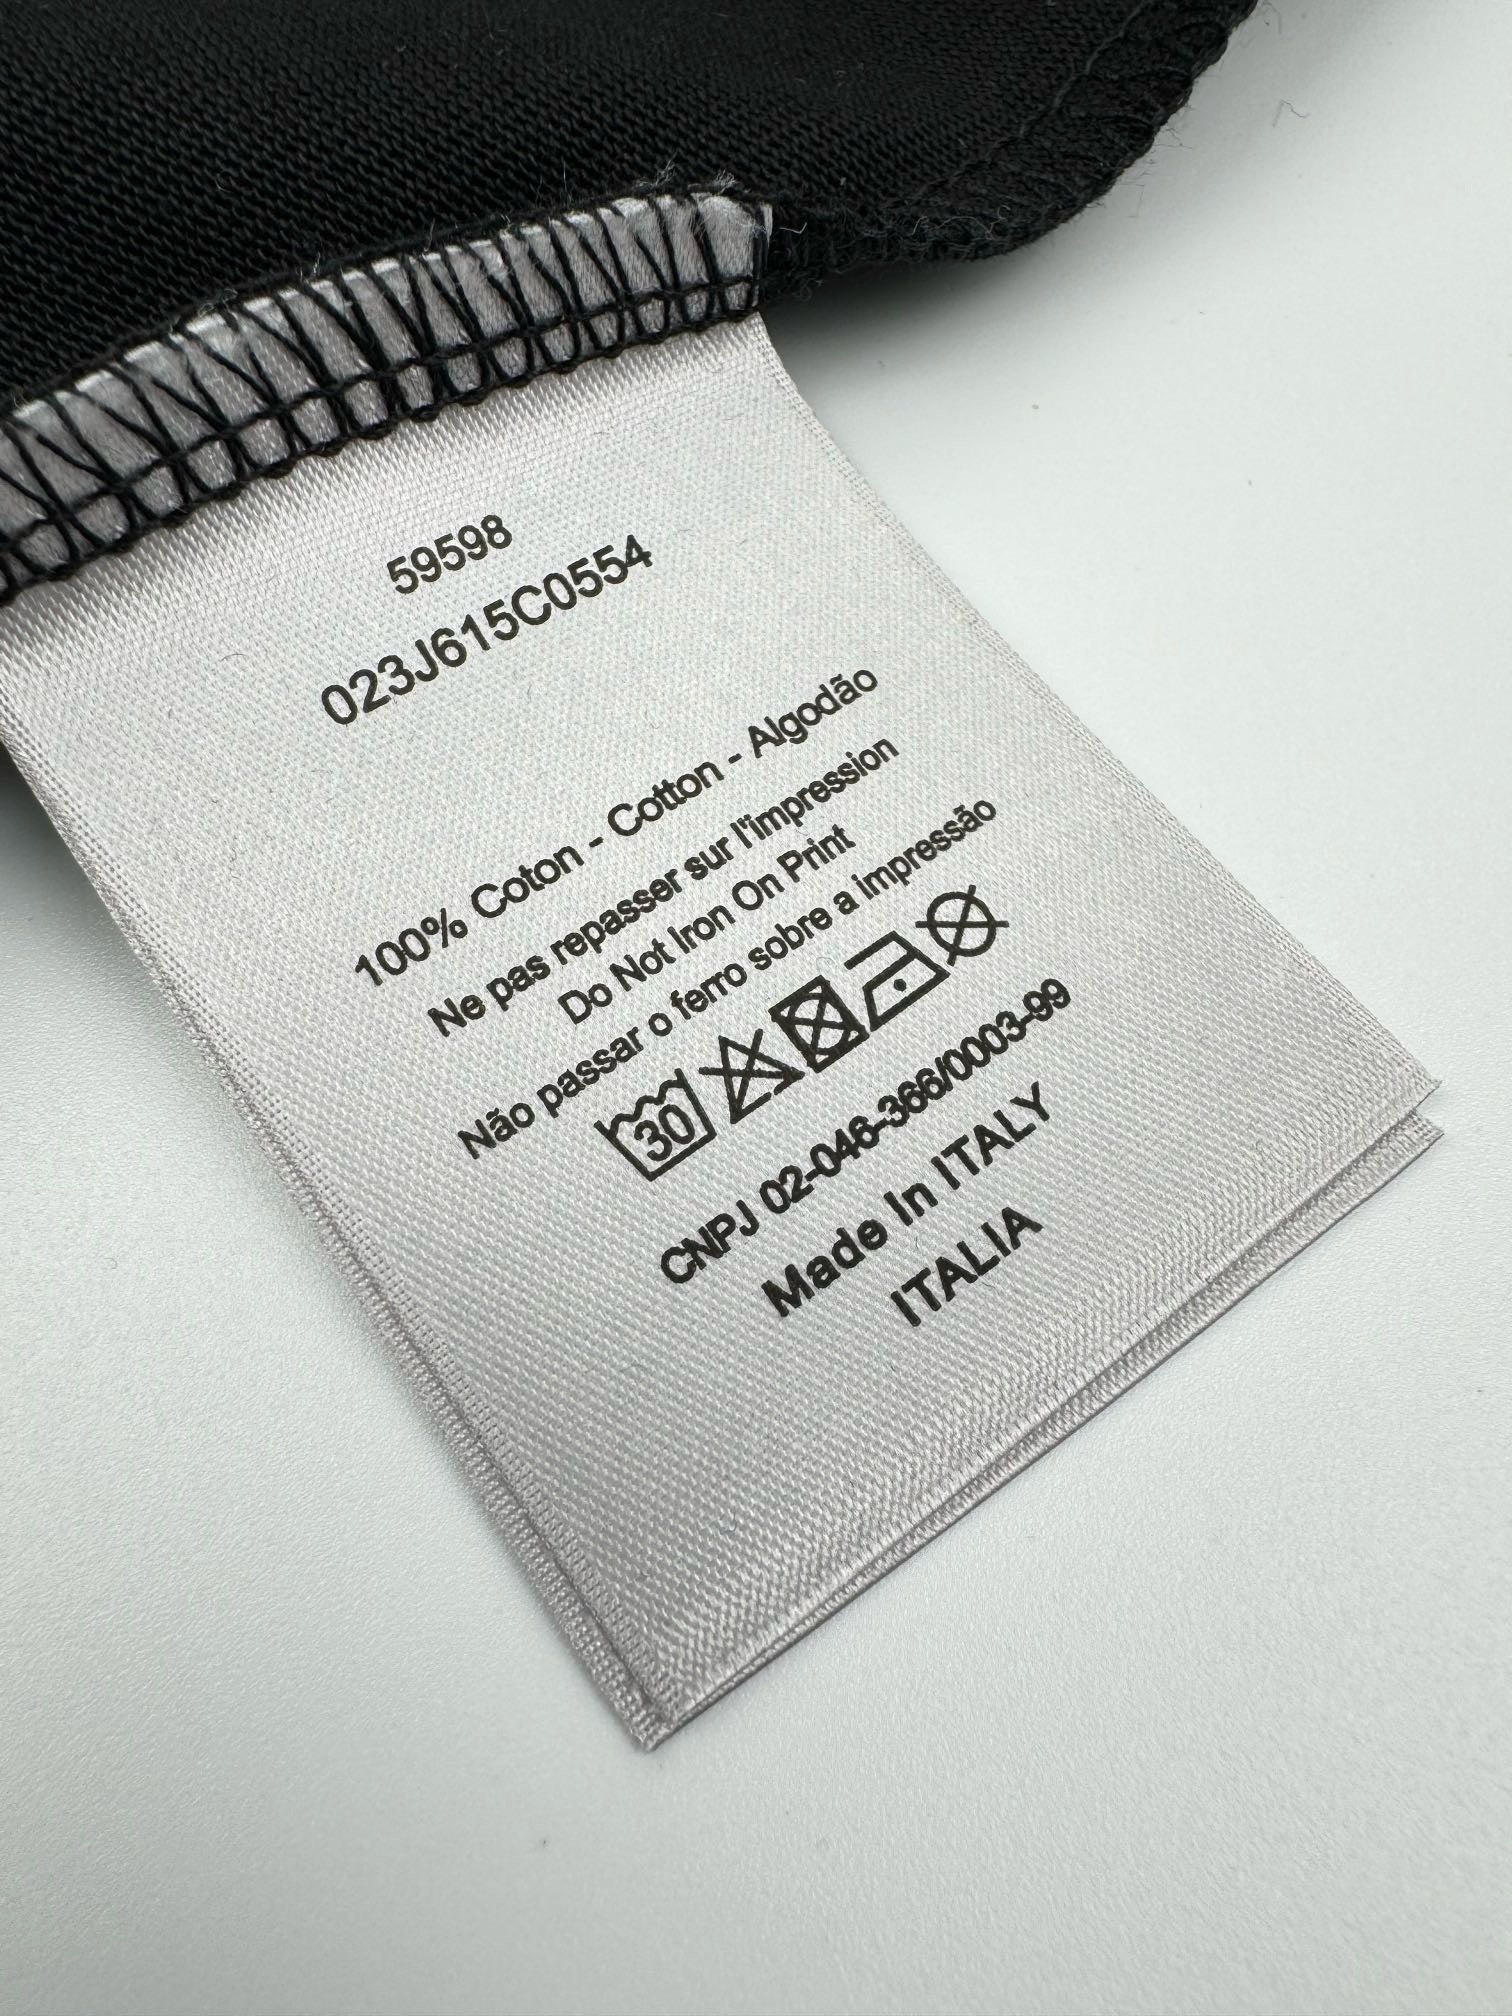 59598
023J615C0554
100% Coton - Cotton - Algodão
Ne pas repasser sur l'impression
Do Not Iron On Print
Não passar o ferro sobre a impressão
30
CNPJ 02-046-366/0003-99
Made In ITALY
ITALIA